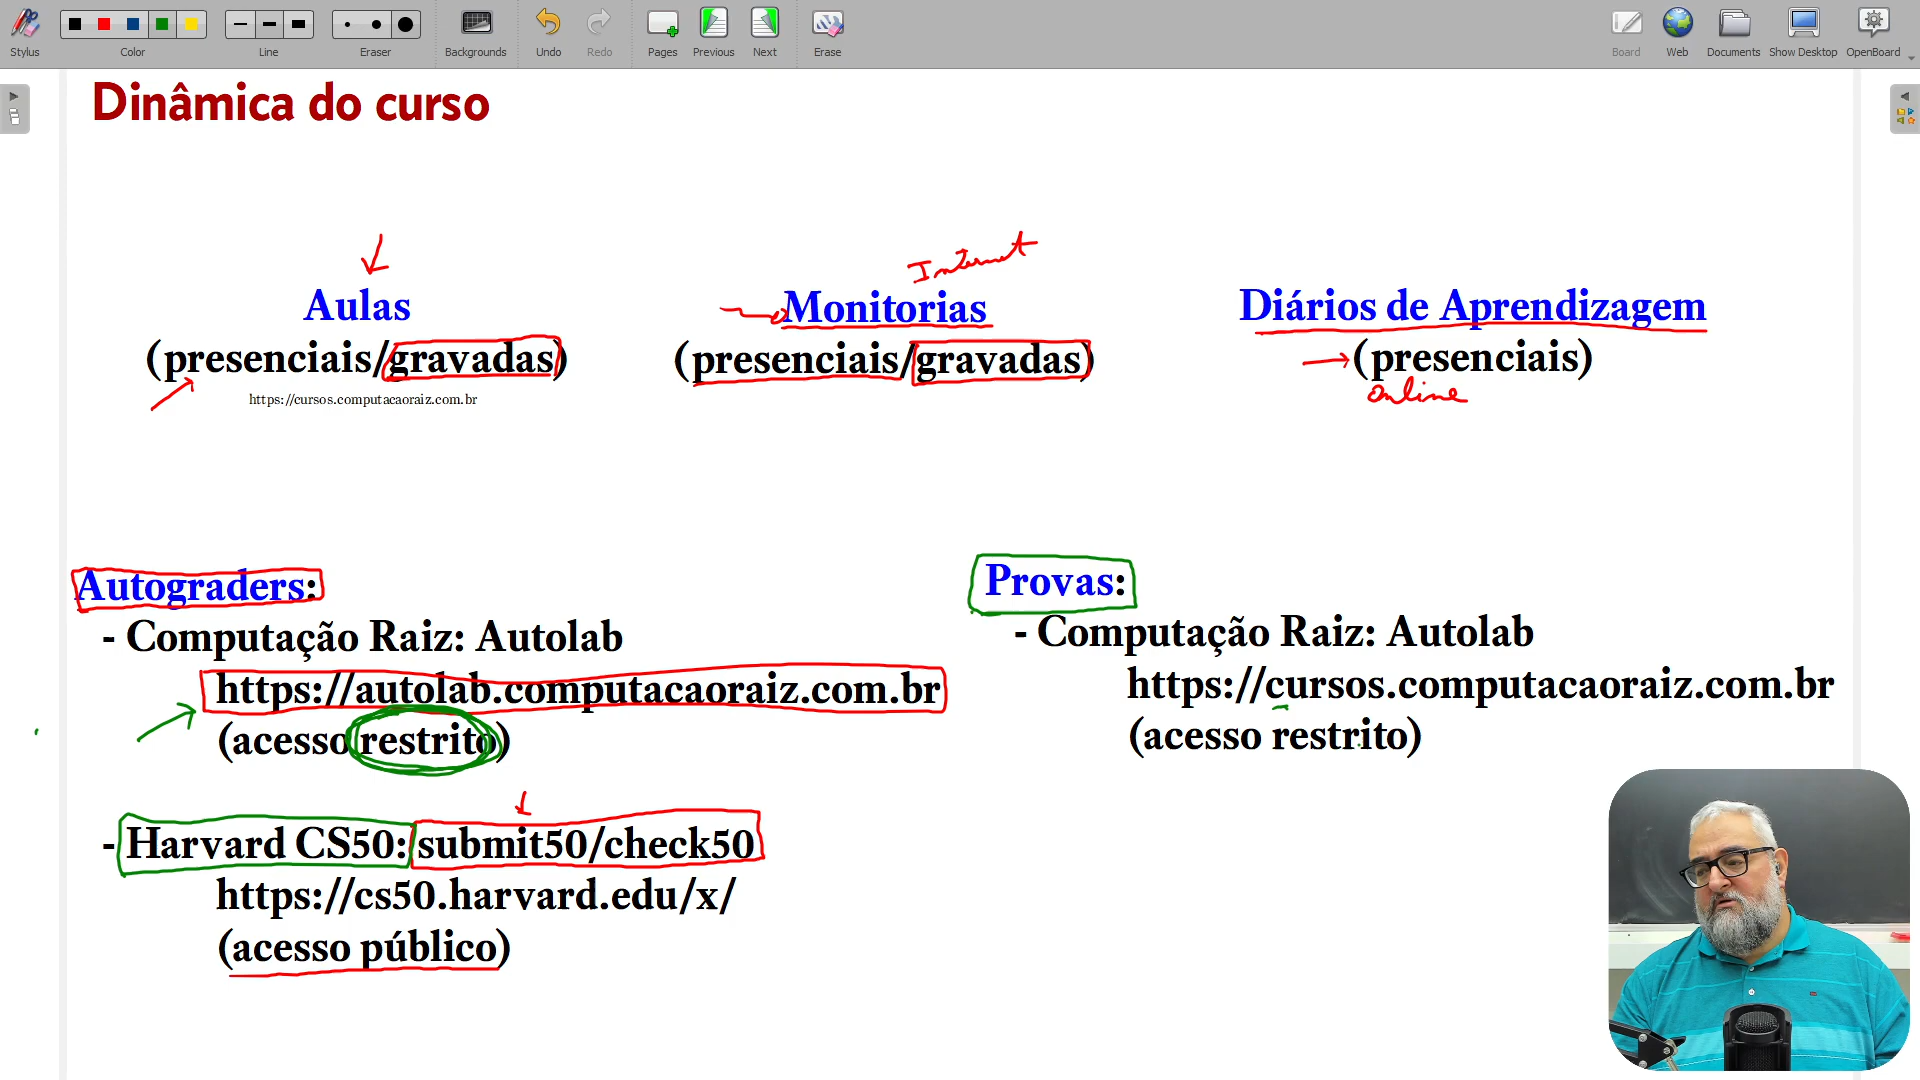 Stylus
Color
Line
Eraser
Backgrounds
Undo
Redo
Pages
Previous
Next
Erase
Board
Web
Documents
Show Desktop
OpenBoard
Dinâmica do curso
Internet
Aulas
(presenciais/gravadas)
https://cursos.computacaoraiz.com.br
Monitorias
(presenciais/gravadas)
Diários de Aprendizagem
(presenciais)
online
Autograders:
- Computação Raiz: Autolab
https://autolab.computacaoraiz.com.br
(acesso restrito)
- Harvard CS50: submit50/check50
https://cs50.harvard.edu/x/
(acesso público)
Provas:
- Computação Raiz: Autolab
https://cursos.computacaoraiz.com.br
(acesso restrito)